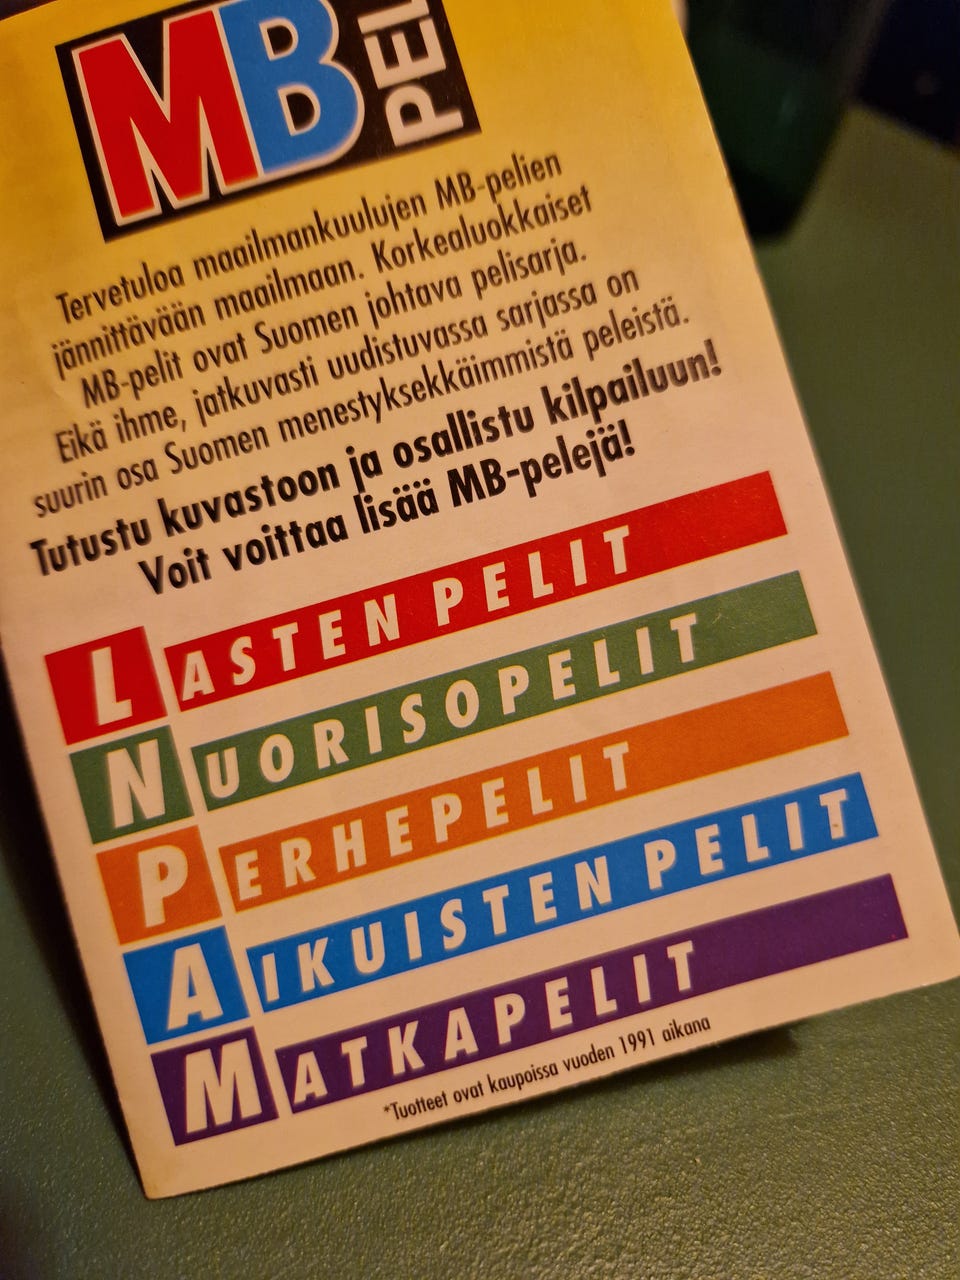 MB
Tervetuloa maailmankuulujen MB-pelien
jännittävään maailmaan. Korkealuokkaiset
MB-pelit ovat Suomen johtava pelisarja.
Eikä ihme, jatkuvasti uudistuvassa sarjassa on
suurin osa Suomen menestyksekkäimmistä peleistä.
Tutustu kuvastoon ja osallistu kilpailuun!
Voit voittaa lisää MB-pelejä!
LASTEN PELIT
NUORISOPELIT
PERHEPELIT
AIKUISTEN PELIT
MATKAPELIT
*Tuotteet ovat kaupoissa vuoden 1991 aikana